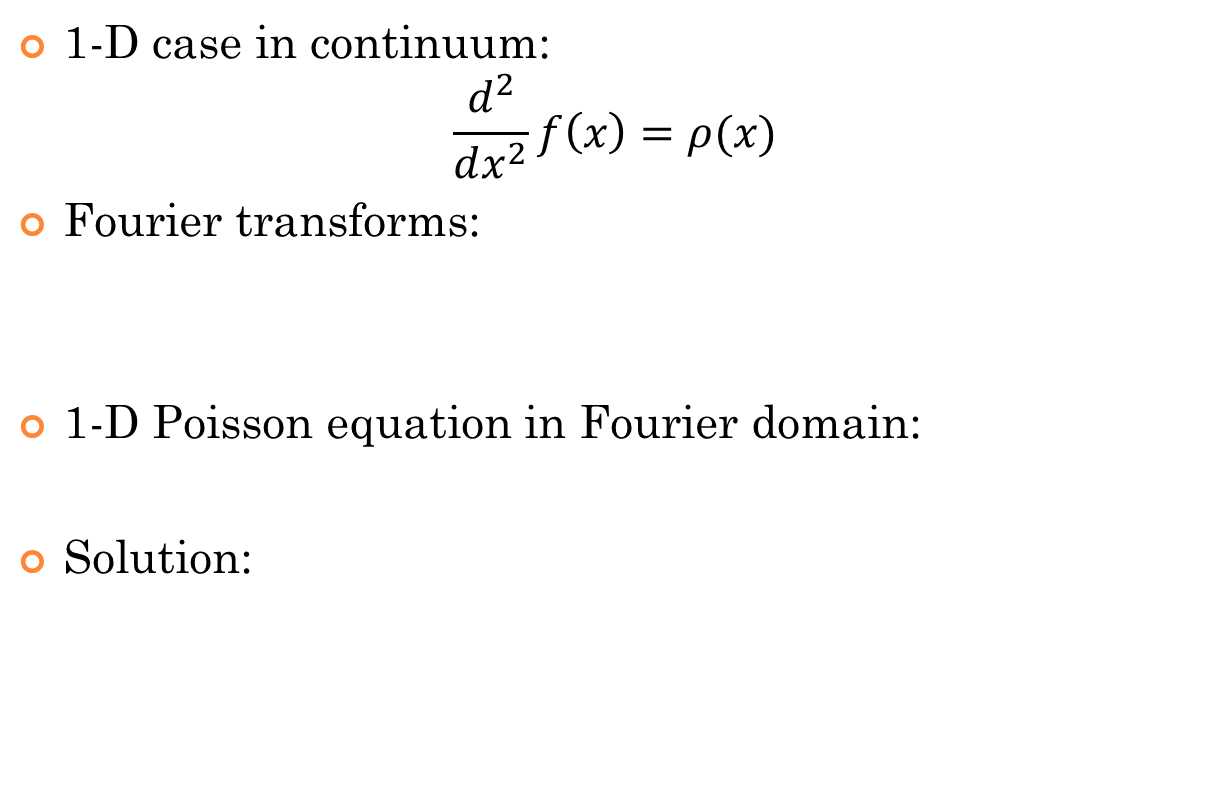 1-D case in continuum:
d²/dx² f(x) = ρ(x)
Fourier transforms:
1-D Poisson equation in Fourier domain:
Solution: